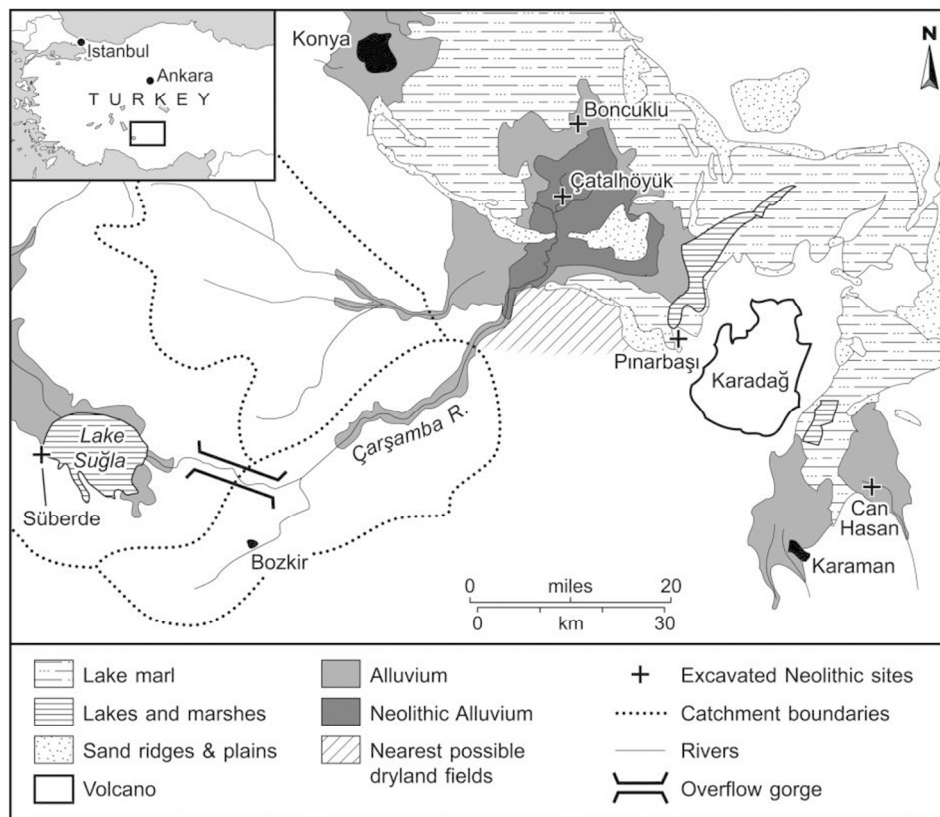 Istanbul
Ankara
TURKEY
Konya
N
Boncuklu
Çatalhöyük
Pınarbaşı
Karadağ
Çarşamba R.
Lake
Suğla
Süberde
Bozkir
Can
Hasan
Karaman
0 miles 20
0 km 30
Lake marl
Lakes and marshes
Sand ridges & plains
Volcano
Alluvium
Neolithic Alluvium
Nearest possible
dryland fields
Excavated Neolithic sites
Catchment boundaries
Rivers
Overflow gorge